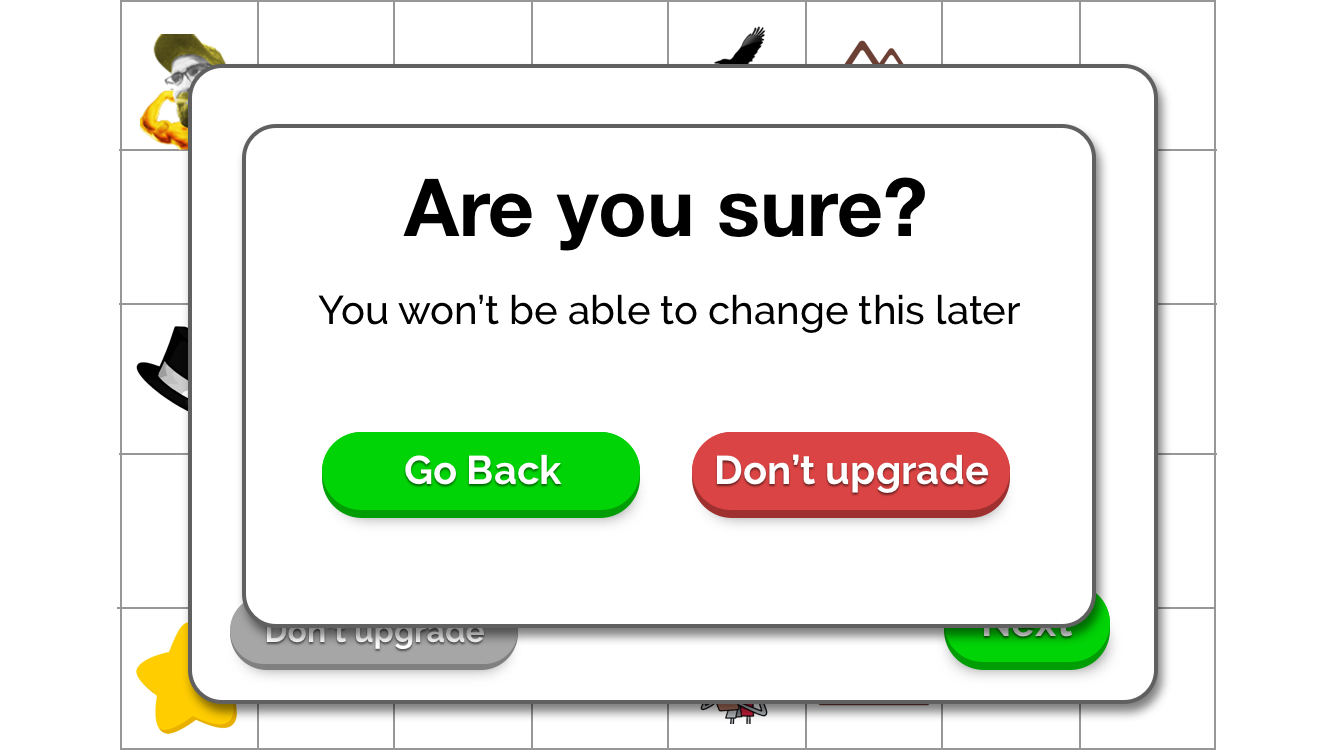 Are you sure?
You won’t be able to change this later
Go Back
Don’t upgrade
Don’t upgrade
Next